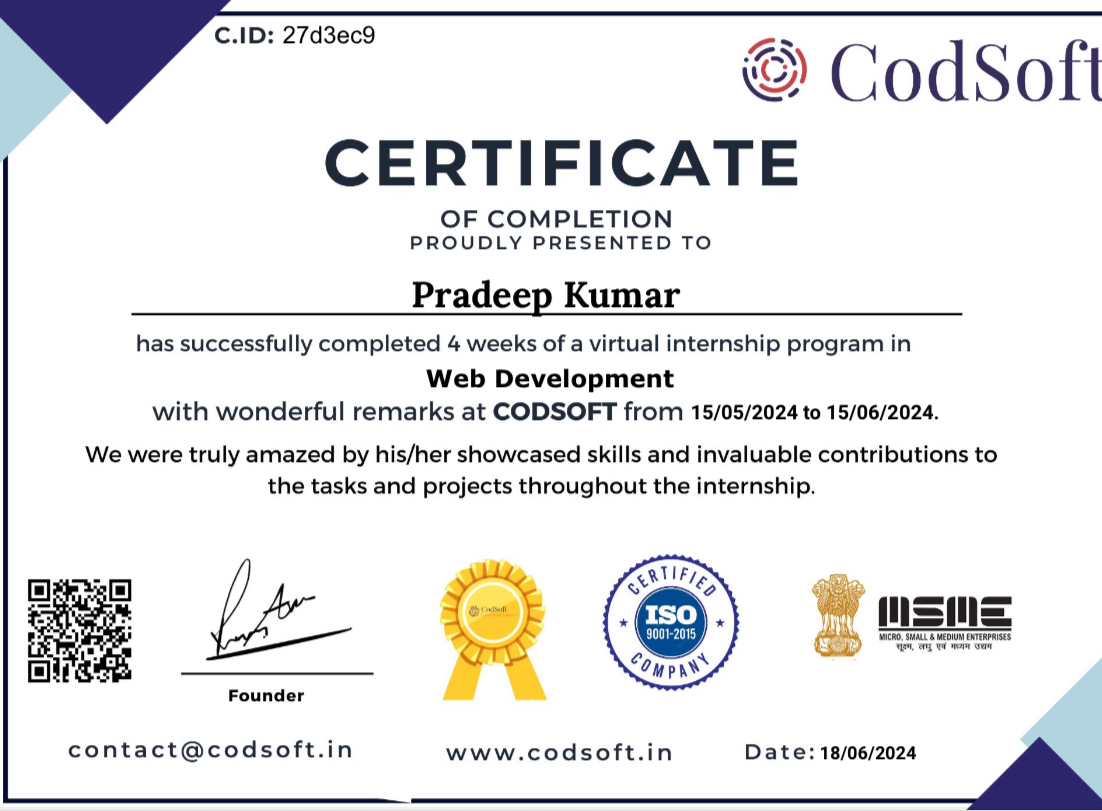 C.ID: 27d3ec9
CodSoft
CERTIFICATE
OF COMPLETION
PROUDLY PRESENTED TO
Pradeep Kumar
has successfully completed 4 weeks of a virtual internship program in
Web Development
with wonderful remarks at CODSOFT from 15/05/2024 to 15/06/2024.
We were truly amazed by his/her showcased skills and invaluable contributions to
the tasks and projects throughout the internship.
Founder
CodSoft
CERTIFIED
ISO
9001-2015
COMPANY
MSME
MICRO, SMALL & MEDIUM ENTERPRISES
सूक्ष्म, लघु एवं मध्यम उद्यम
contact@codsoft.in
www.codsoft.in
Date: 18/06/2024